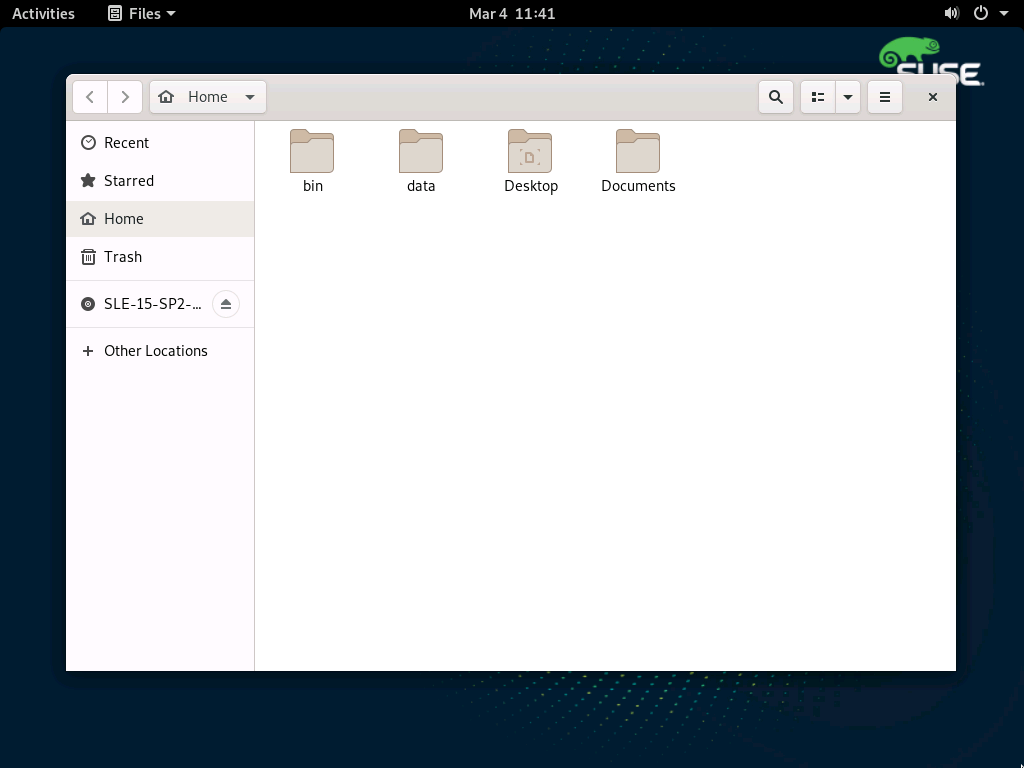 Activities Files Mar 4 11:41
SUSE.
Home
Recent
Starred
Home
Trash
SLE-15-SP2-...
Other Locations
bin data Desktop Documents